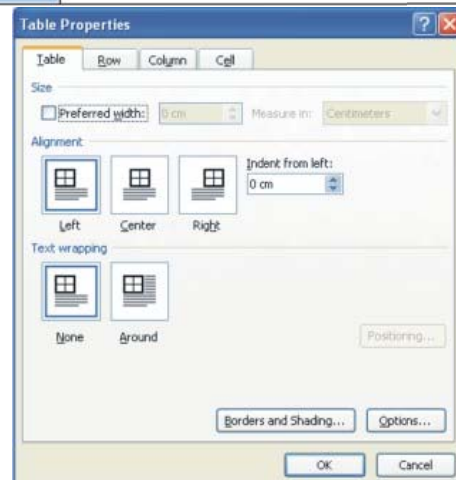 Table Properties
Table Row Column Cell
Size
Preferred width: 0 cm Measure in: Centimeters
Alignment
Indent from left:
0 cm
Left Center Right
Text wrapping
None Around
Positioning...
Borders and Shading... Options...
OK Cancel